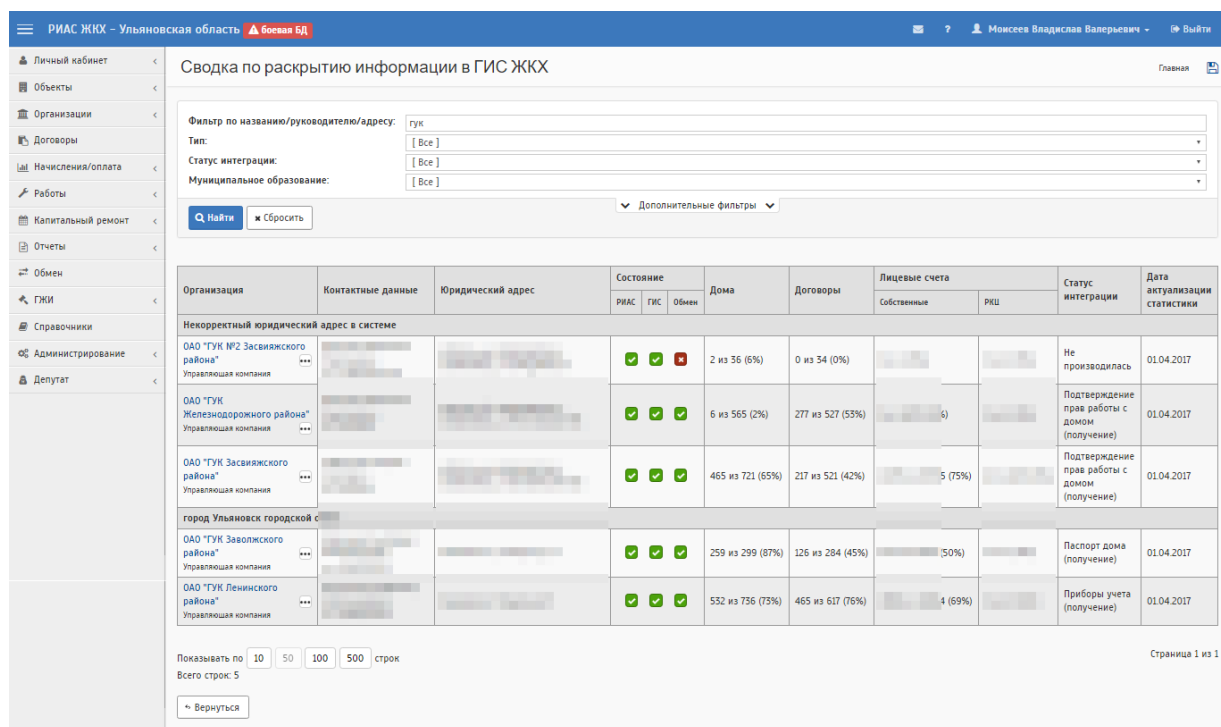 РИАС ЖКХ – Ульяновская область боевая БД ? Моисеев Владислав Валерьевич Выйти
Личный кабинет
Объекты
Организации
Договоры
Начисления/оплата
Работы
Капитальный ремонт
Отчеты
Обмен
ГЖИ
Справочники
Администрирование
Депутат
Сводка по раскрытию информации в ГИС ЖКХ
Главная
Фильтр по названию/руководителю/адресу: гук
Тип: [ Все ]
Статус интеграции: [ Все ]
Муниципальное образование: [ Все ]
Дополнительные фильтры
Найти Сбросить
Организация Контактные данные Юридический адрес Состояние Дома Договоры Лицевые счета Статус интеграции Дата актуализации статистики
РИАС ГИС Обмен Собственные РКЦ
Некорректный юридический адрес в системе
ОАО "ГУК №2 Засвияжского
района"
Управляющая компания
2 из 36 (6%) 0 из 34 (0%)
Не
производилась
01.04.2017
ОАО "ГУК
Железнодорожного района"
Управляющая компания
6 из 565 (2%) 277 из 527 (53%)
Подтверждение
прав работы с
домом
(получение)
01.04.2017
ОАО "ГУК Засвияжского
района"
Управляющая компания
465 из 721 (65%) 217 из 521 (42%) 5 (75%)
Подтверждение
прав работы с
домом
(получение)
01.04.2017
город Ульяновск городской
ОАО "ГУК Заволжского
района"
Управляющая компания
259 из 299 (87%) 126 из 284 (45%) (50%)
Паспорт дома
(получение)
01.04.2017
ОАО "ГУК Ленинского
района"
Управляющая компания
532 из 736 (73%) 465 из 617 (76%) 4 (69%)
Приборы учета
(получение)
01.04.2017
Показывать по 10 50 100 500 строк
Страница 1 из 1
Всего строк: 5
Вернуться